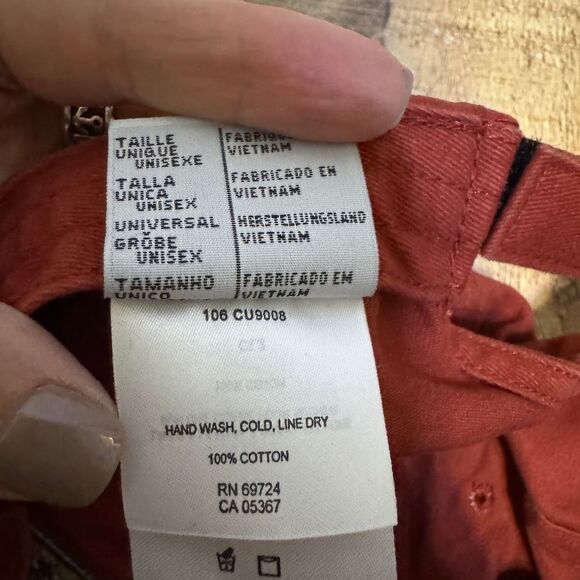 TAILLE
UNIQUE
UNISEXE
VIETNAM
TALLA
UNICA
UNISEX
FABRICADO EN
VIETNAM
UNIVERSAL
GRÖBE
UNISEX
HERSTELLUNGSLAND
VIETNAM
TAMANHO
UNICO
FABRICADO EM
VIETNAM
106 CU9008
HAND WASH, COLD, LINE DRY
100% COTTON
RN 69724
CA 05367